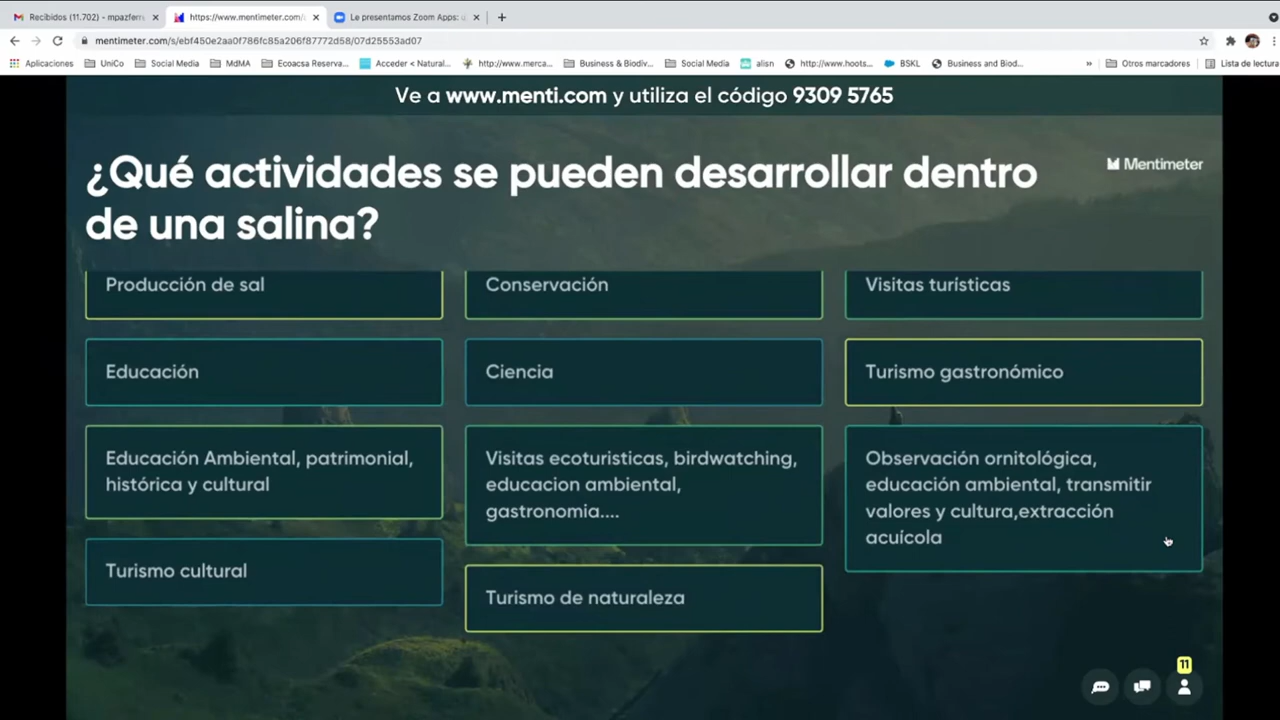 Recibidos (11.702) - mpazferr
https://www.mentimeter.com/
Le presentamos Zoom Apps: u
mentimeter.com/s/ebf450e2aa0f786fc85a206f87772d58/07d25553ad07
Aplicaciones
UniCo
Social Media
MdMA
Ecoacsa Reserva...
Acceder < Natural...
http://www.merca...
Business & Biodiv...
Social Media
alisn
http://www.hoots...
BSKL
Business and Biod...
»
Otros marcadores
Lista de lectura
Ve a www.menti.com y utiliza el código 9309 5765
¿Qué actividades se pueden desarrollar dentro
de una salina?
Mentimeter
Producción de sal
Conservación
Visitas turísticas
Educación
Ciencia
Turismo gastronómico
Educación Ambiental, patrimonial,
histórica y cultural
Visitas ecoturisticas, birdwatching,
educacion ambiental,
gastronomia....
Observación ornitológica,
educación ambiental, transmitir
valores y cultura,extracción
acuícola
Turismo cultural
Turismo de naturaleza
11